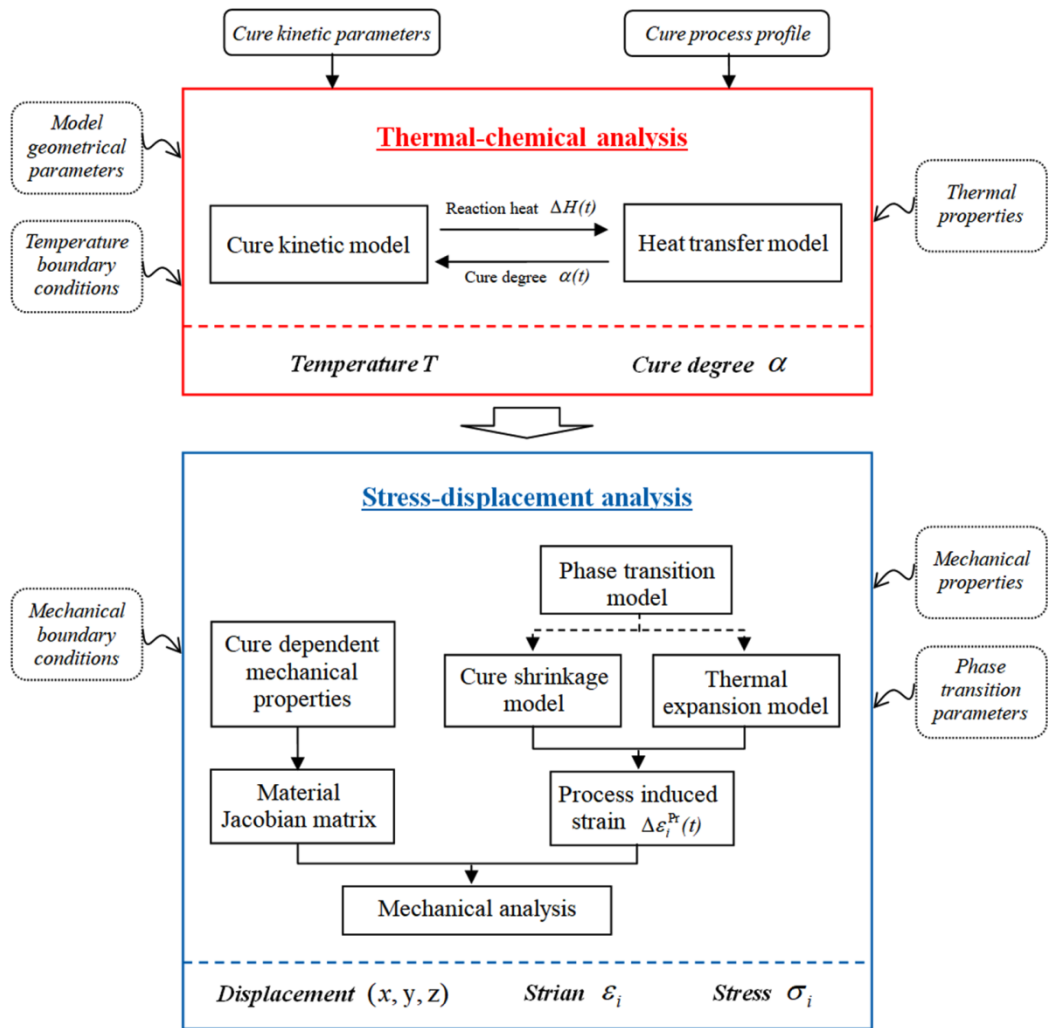 Cure kinetic parameters
Cure process profile
Model
geometrical
parameters
Thermal-chemical analysis
Thermal
properties
Temperature
boundary
conditions
Cure kinetic model
Reaction heat ΔH(t)
Cure degree α(t)
Heat transfer model
Temperature T
Cure degree α
Stress-displacement analysis
Mechanical
properties
Phase transition
model
Mechanical
boundary
conditions
Cure dependent
mechanical
properties
Cure shrinkage
model
Thermal
expansion model
Phase
transition
parameters
Material
Jacobian matrix
Process induced
strain Δε_i^Pr(t)
Mechanical analysis
Displacement (x, y, z)
Strian ε_i
Stress σ_i